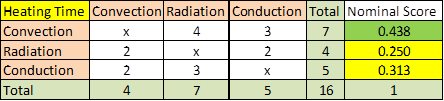 Heating Time Convection Radiation Conduction Total Nominal Score
Convection x 4 3 7 0.438
Radiation 2 x 2 4 0.250
Conduction 2 3 x 5 0.313
Total 4 7 5 16 1